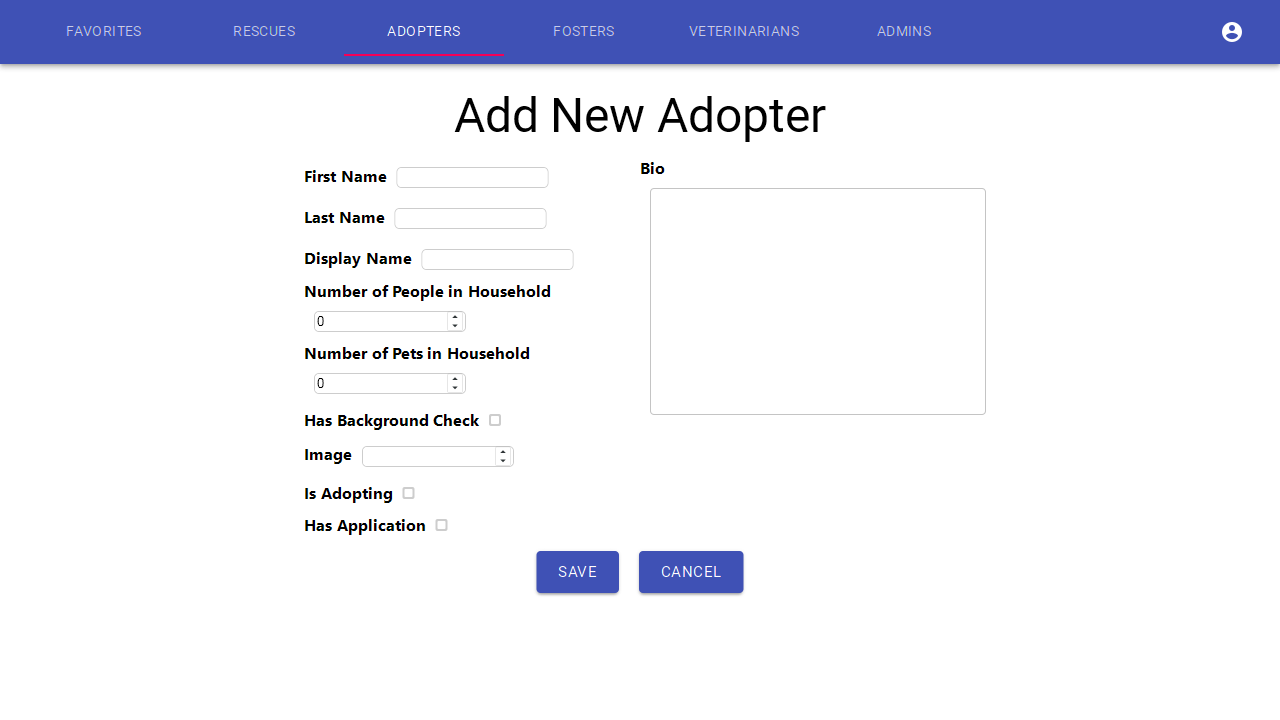 FAVORITES RESCUES ADOPTERS FOSTERS VETERINARIANS ADMINS
Add New Adopter
First Name
Last Name
Display Name
Number of People in Household
0
Number of Pets in Household
0
Has Background Check
Image
Is Adopting
Has Application
Bio
SAVE CANCEL